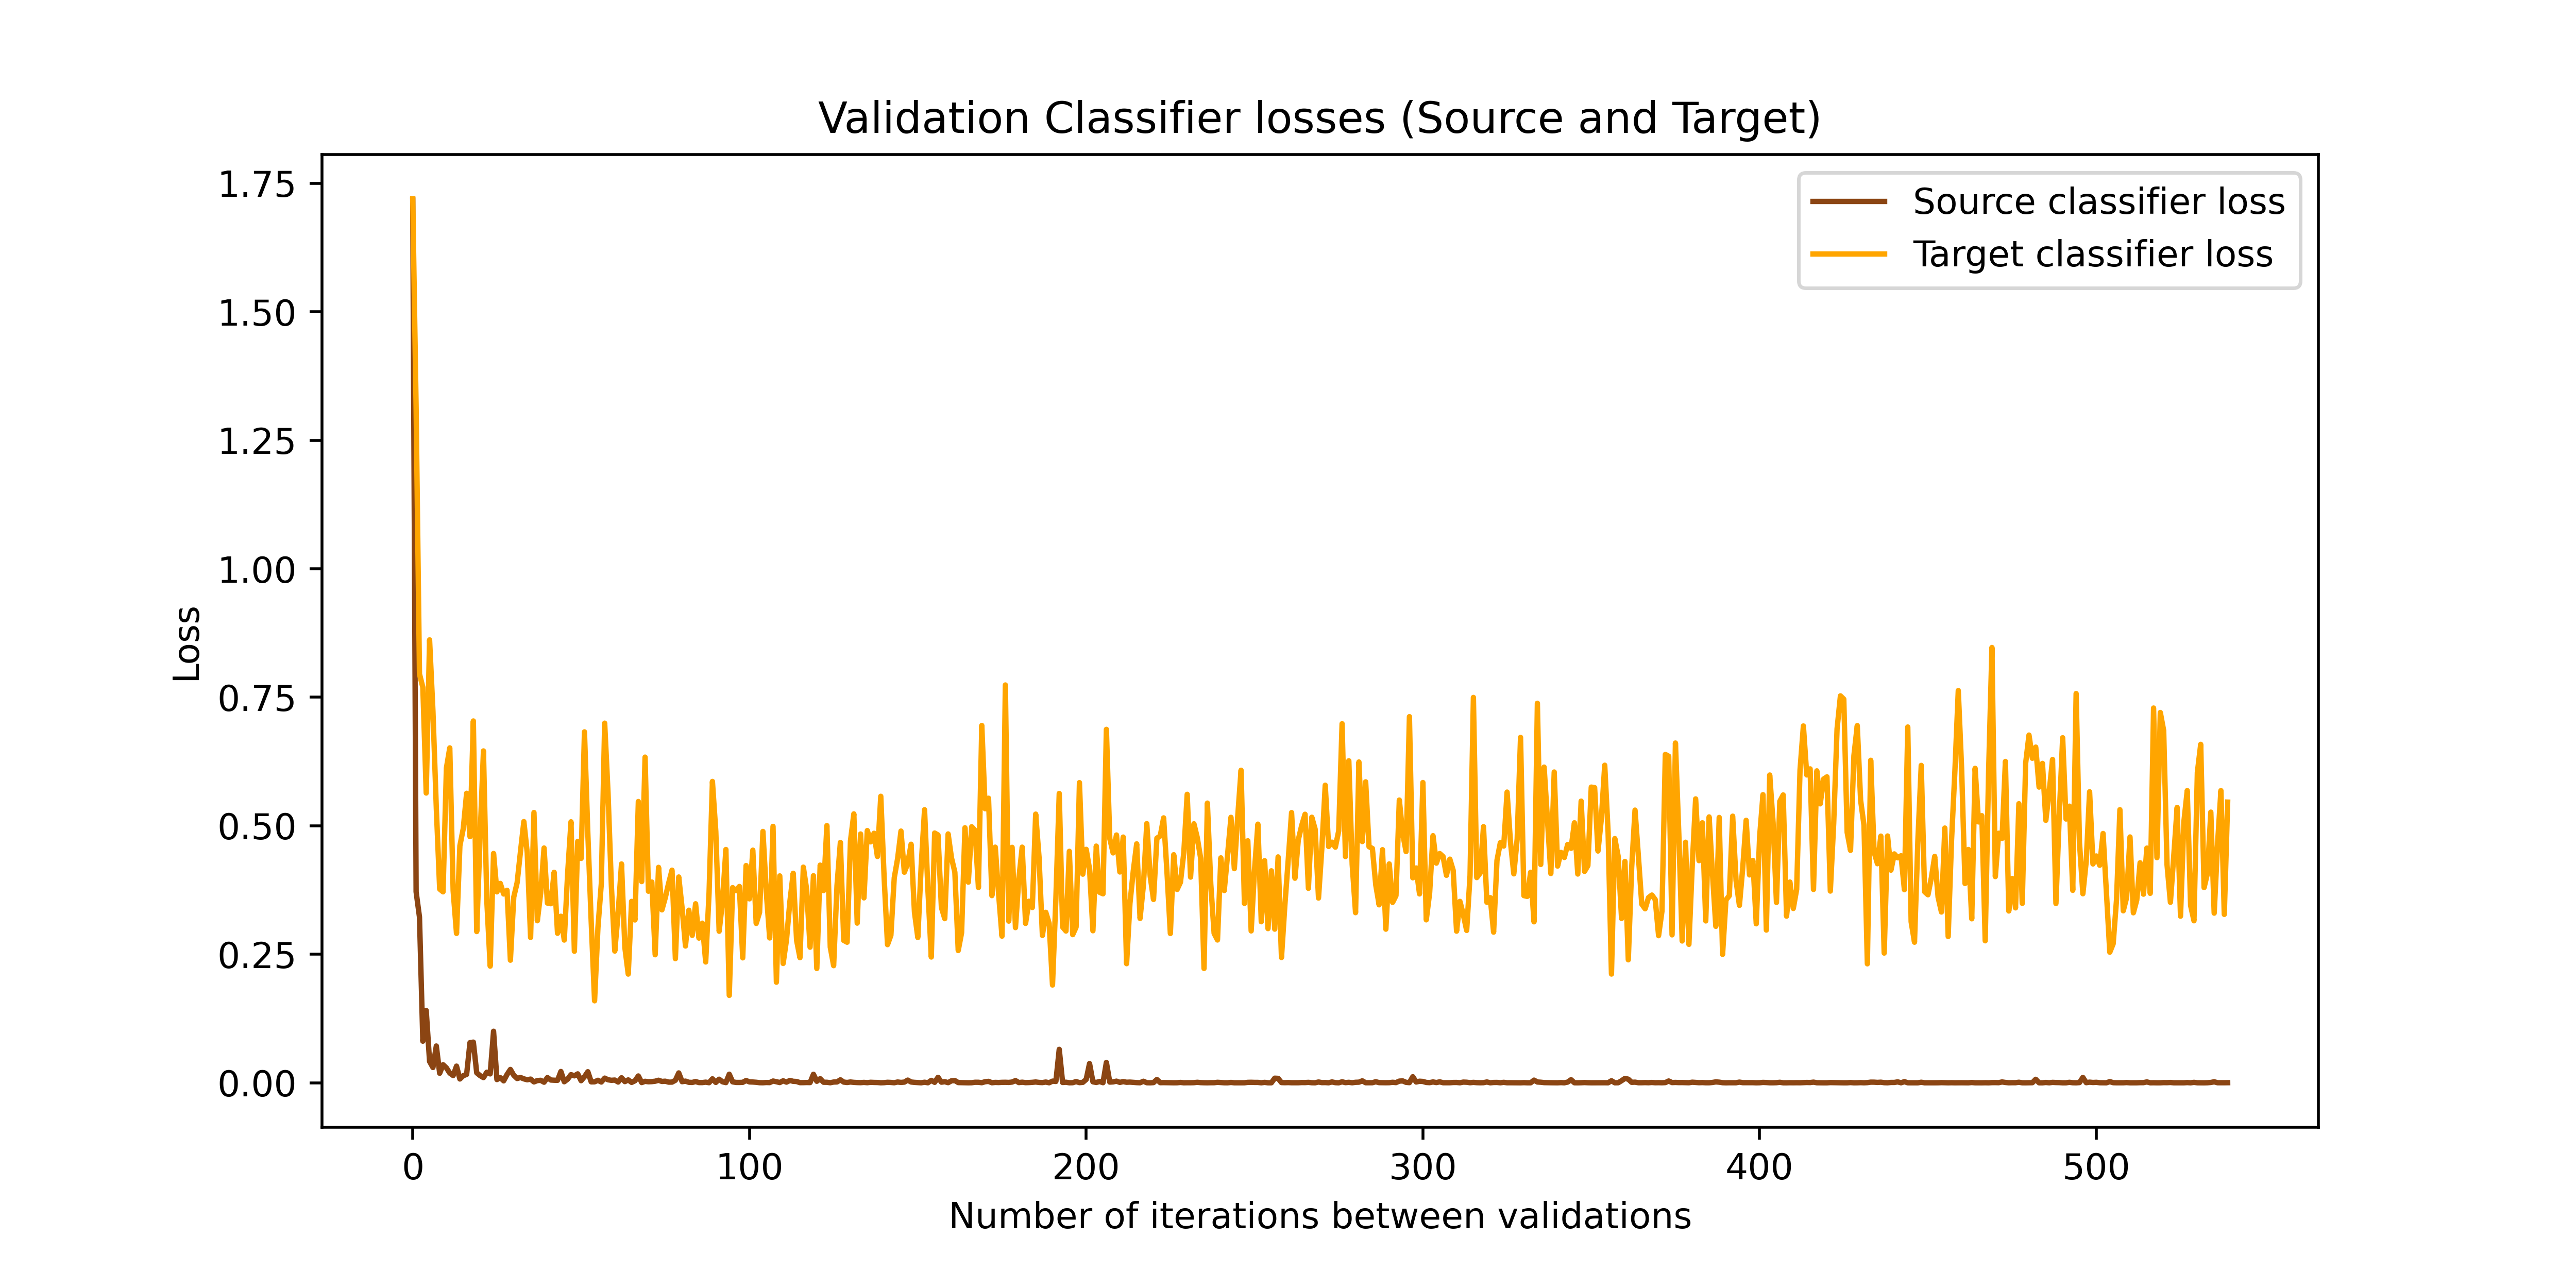 Validation Classifier losses (Source and Target)
Source classifier loss
Target classifier loss
1.75
1.50
1.25
1.00
0.75
0.50
0.25
0.00
Loss
0 100 200 300 400 500
Number of iterations between validations